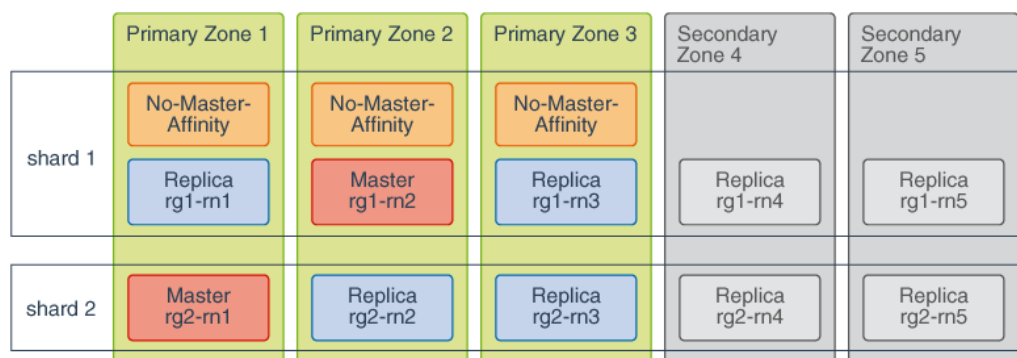 Primary Zone 1
Primary Zone 2
Primary Zone 3
Secondary
Zone 4
Secondary
Zone 5
shard 1
No-Master-
Affinity
No-Master-
Affinity
No-Master-
Affinity
Replica
rg1-rn1
Master
rg1-rn2
Replica
rg1-rn3
Replica
rg1-rn4
Replica
rg1-rn5
shard 2
Master
rg2-rn1
Replica
rg2-rn2
Replica
rg2-rn3
Replica
rg2-rn4
Replica
rg2-rn5